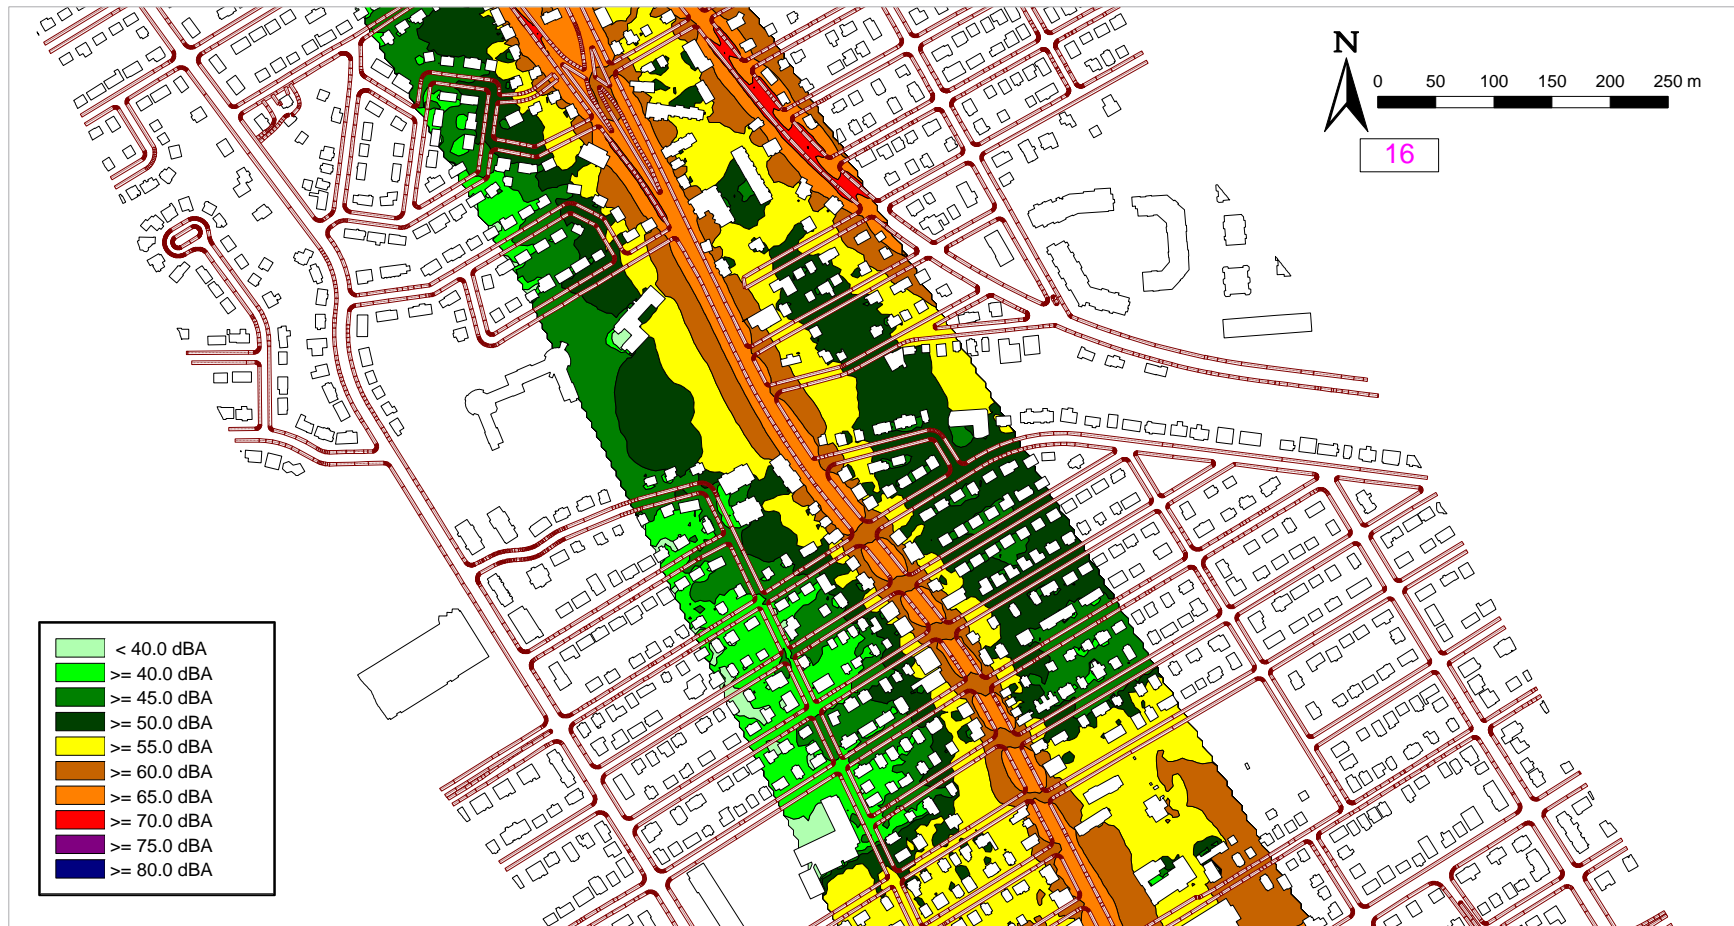 N
0 50 100 150 200 250 m
16
< 40.0 dBA
>= 40.0 dBA
>= 45.0 dBA
>= 50.0 dBA
>= 55.0 dBA
>= 60.0 dBA
>= 65.0 dBA
>= 70.0 dBA
>= 75.0 dBA
>= 80.0 dBA